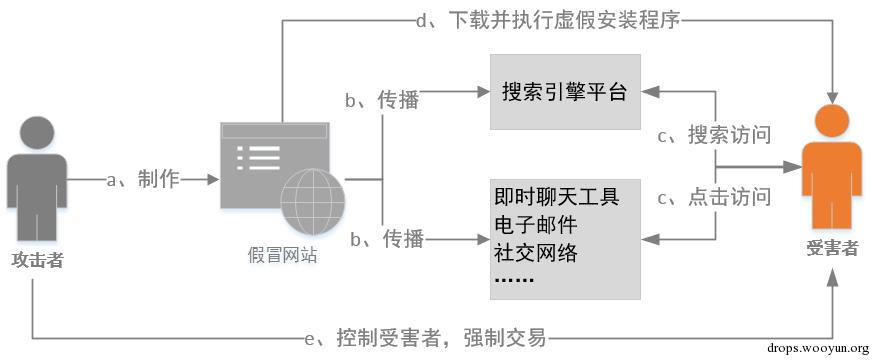 d、下载并执行虚假安装程序
b、传播
搜索引擎平台
c、搜索访问
a、制作
即时聊天工具
电子邮件
社交网络
……
c、点击访问
b、传播
假冒网站
攻击者
受害者
e、控制受害者，强制交易
drops.wooyun.org